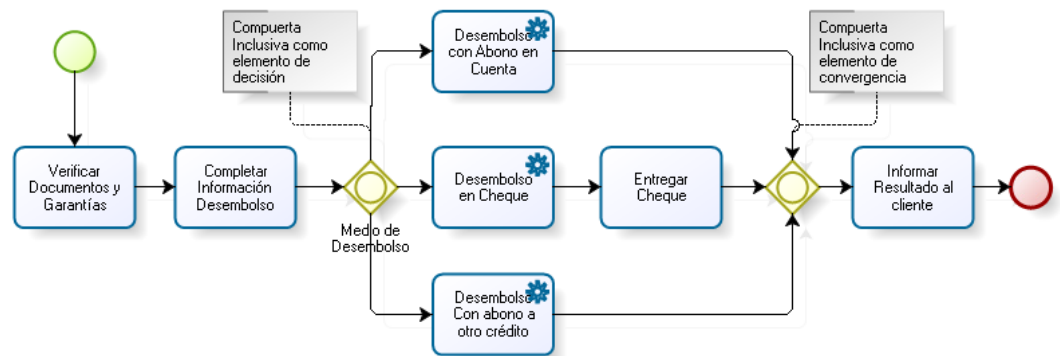 Compuerta
Inclusiva como
elemento de
decisión
Desembolso
con Abono en
Cuenta
Compuerta
Inclusiva como
elemento de
convergencia
Verificar
Documentos y
Garantías
Completar
Información
Desembolso
Medio de
Desembolso
Desembolso
en Cheque
Entregar
Cheque
Informar
Resultado al
cliente
Desembolso
Con abono a
otro crédito